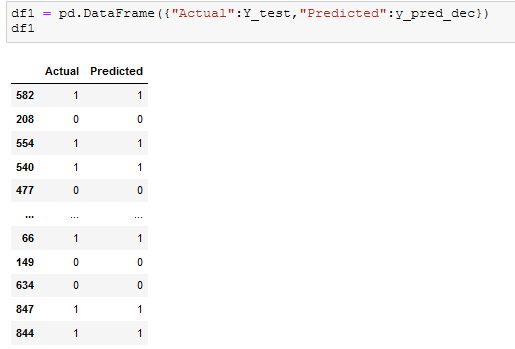 df1 = pd.DataFrame({"Actual":Y_test,"Predicted":y_pred_dec})
df1
Actual Predicted
582 1 1
208 0 0
554 1 1
540 1 1
477 0 0
... ... ...
66 1 1
149 0 0
634 0 0
847 1 1
844 1 1